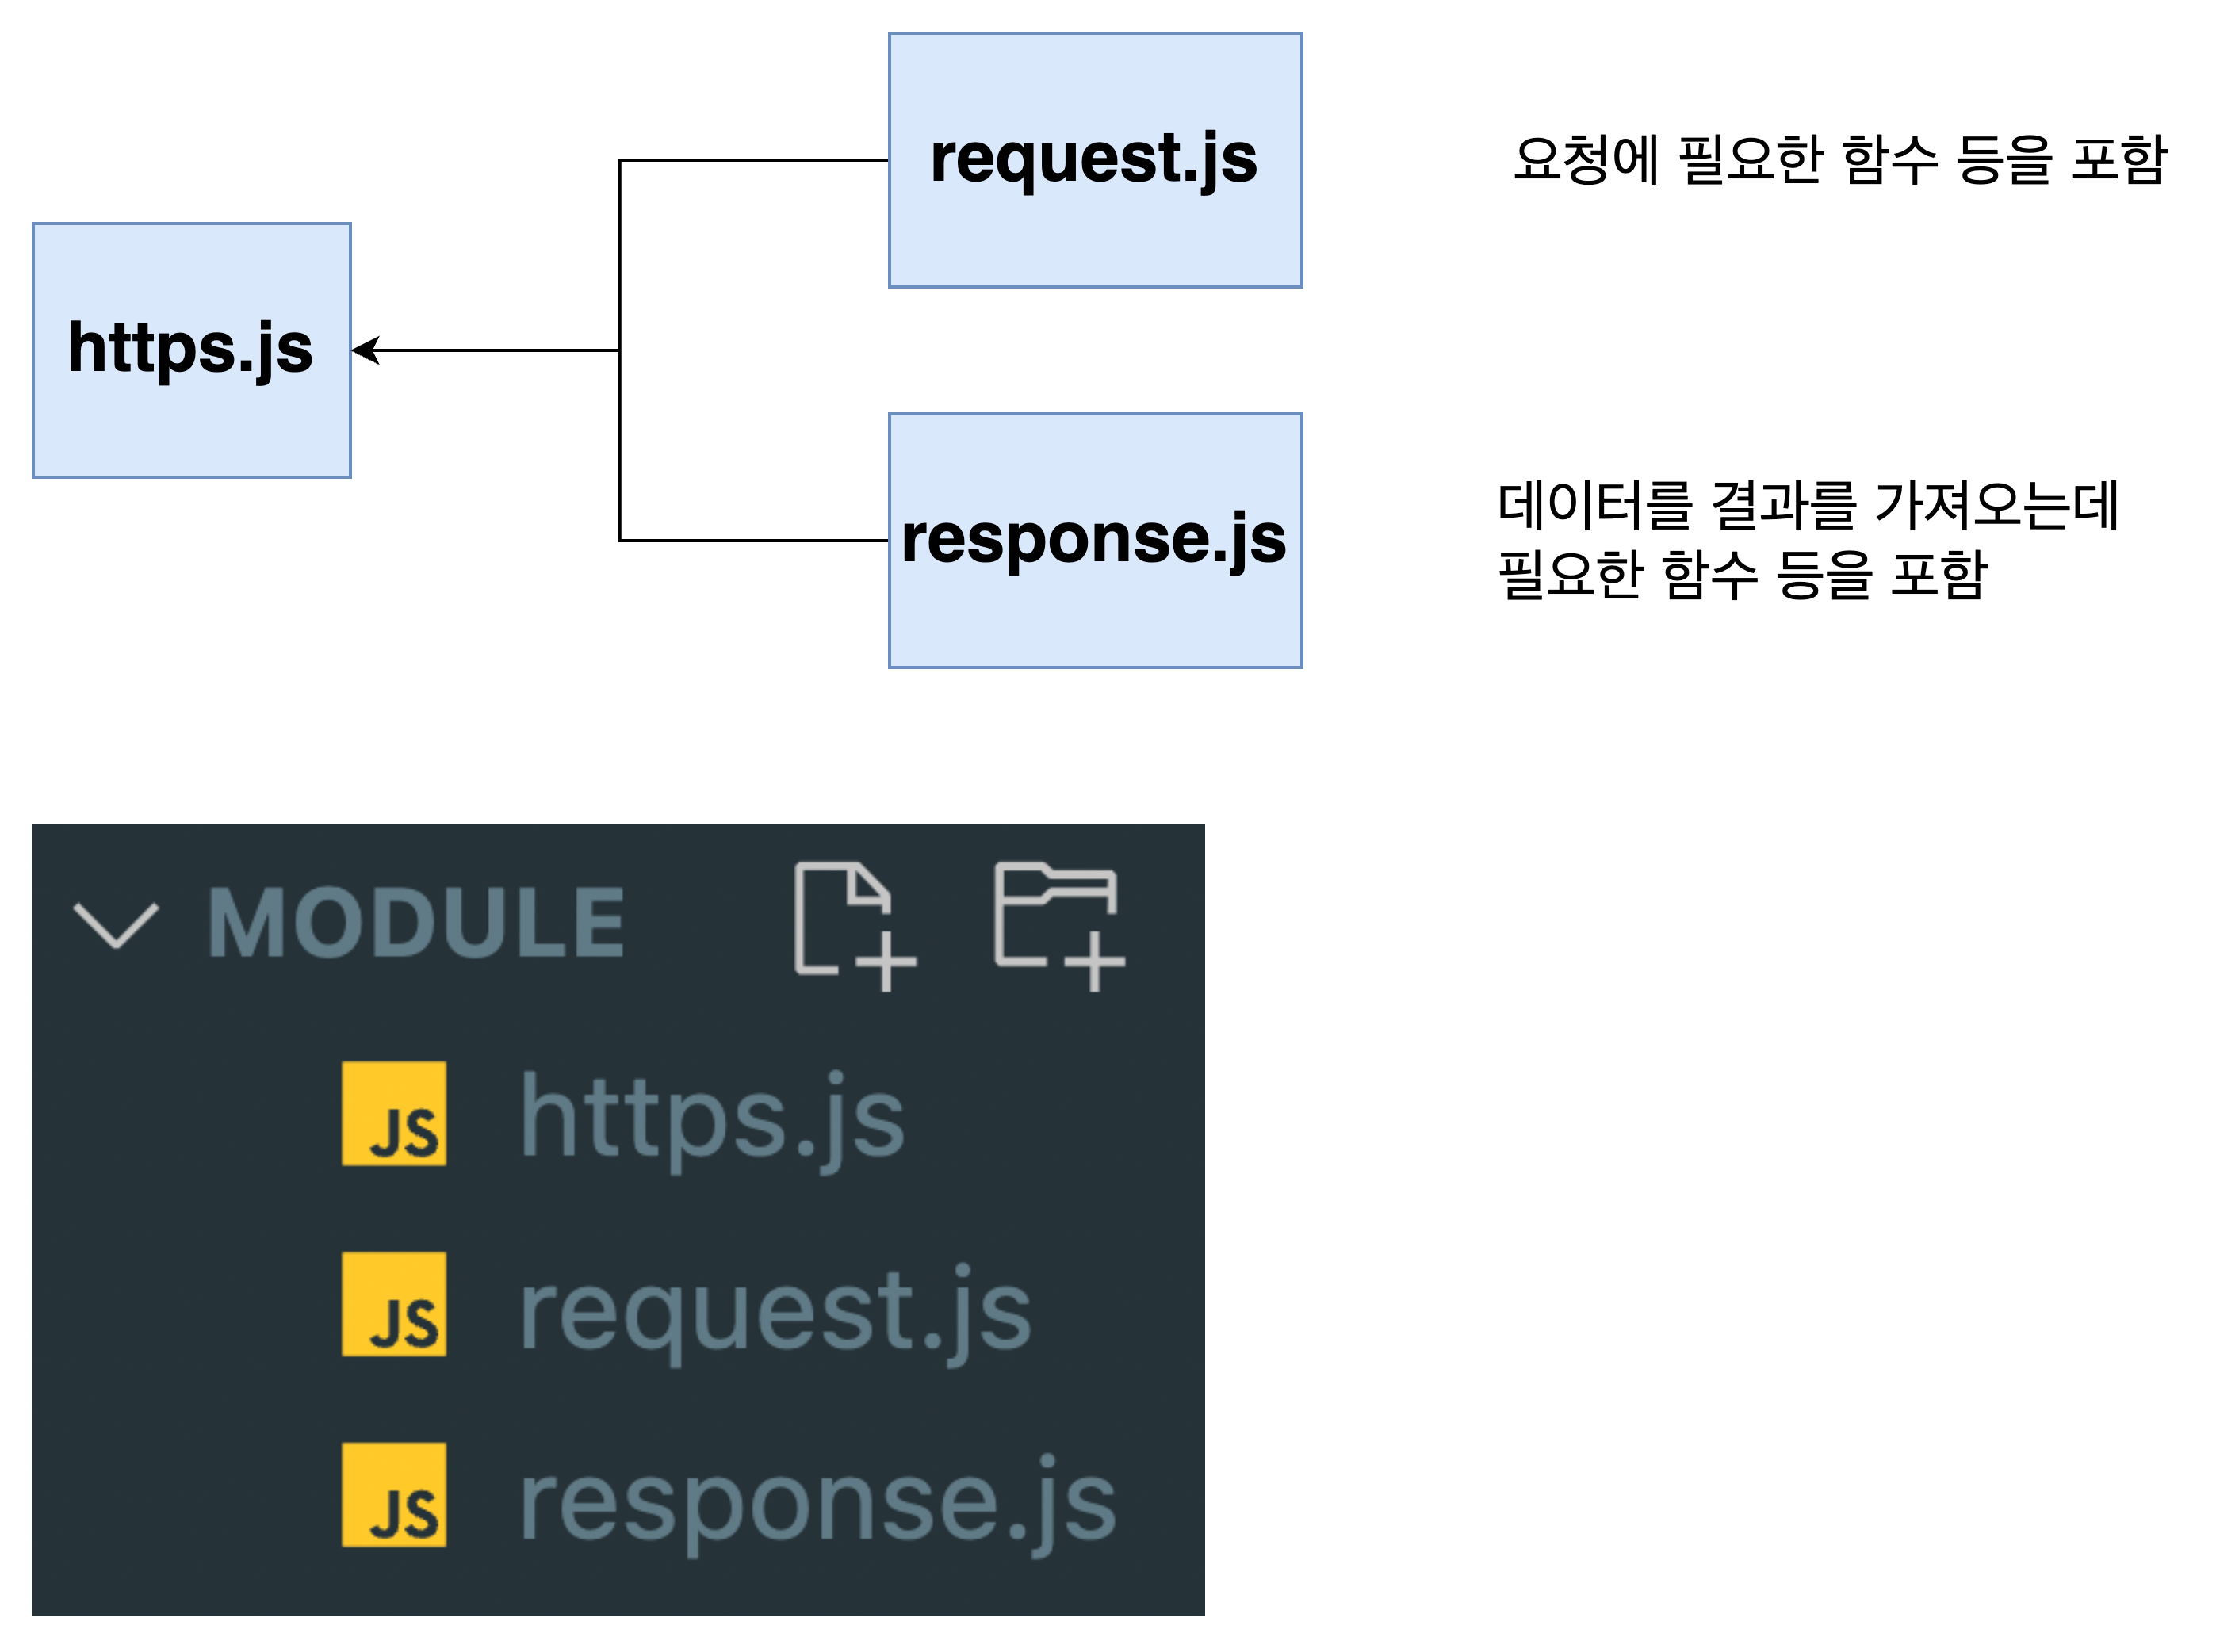 request.js
요청에 필요한 함수 등을 포함
https.js
response.js
데이터를 결과를 가져오는데
필요한 함수 등을 포함
MODULE
JS https.js
JS request.js
JS response.js